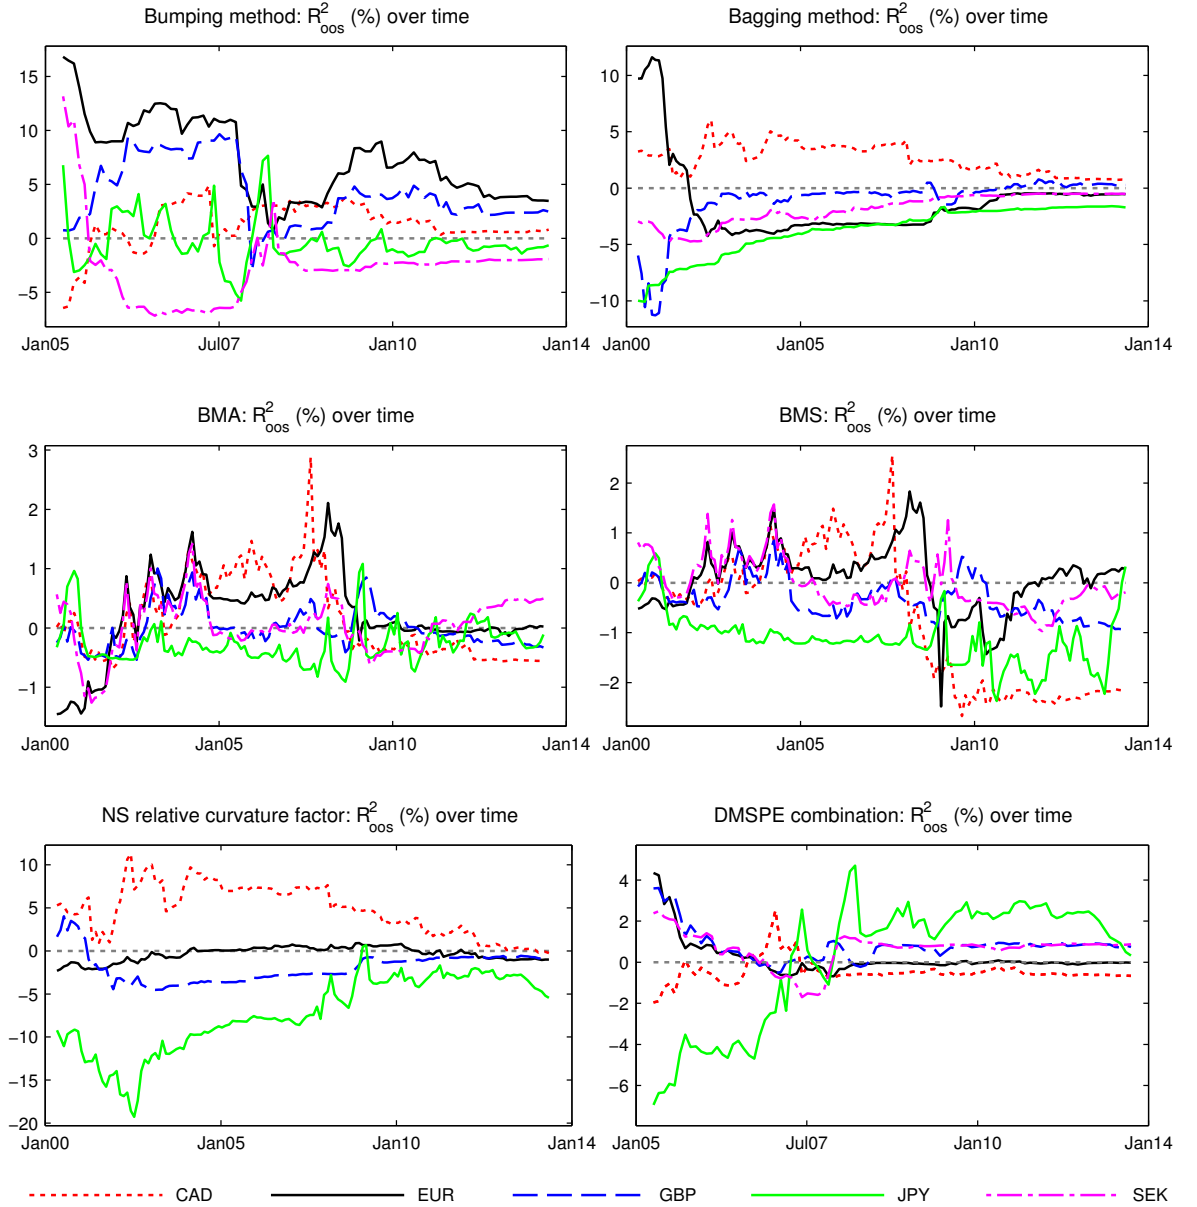 Bumping method: R²oos (%) over time
15
10
5
0
−5
Jan05 Jul07 Jan10 Jan14
Bagging method: R²oos (%) over time
10
5
0
−5
−10
Jan00 Jan05 Jan10 Jan14
BMA: R²oos (%) over time
3
2
1
0
−1
Jan00 Jan05 Jan10 Jan14
BMS: R²oos (%) over time
2
1
0
−1
−2
Jan00 Jan05 Jan10 Jan14
NS relative curvature factor: R²oos (%) over time
10
5
0
−5
−10
−15
−20
Jan00 Jan05 Jan10 Jan14
DMSPE combination: R²oos (%) over time
4
2
0
−2
−4
−6
Jan05 Jul07 Jan10 Jan14
CAD EUR GBP JPY SEK